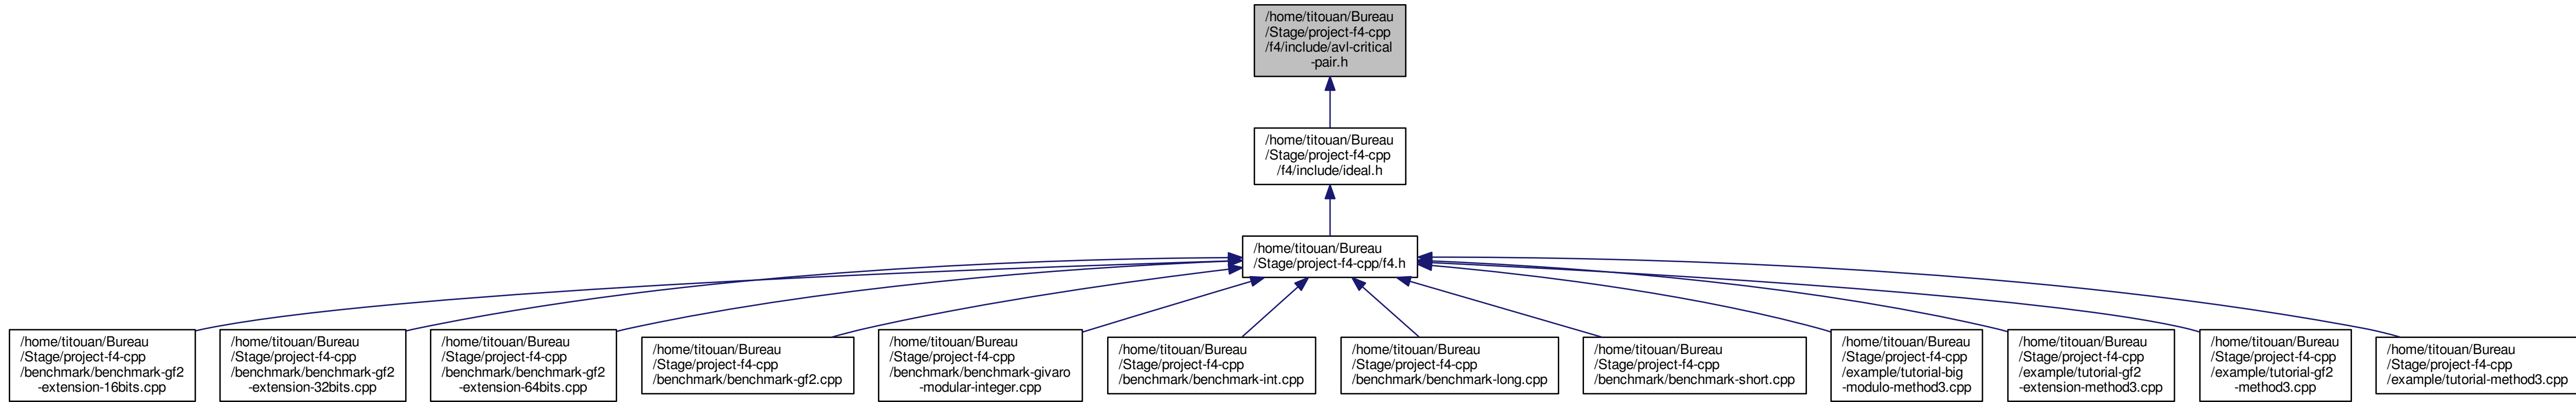 /home/titouan/Bureau
/Stage/project-f4-cpp
/f4/include/avl-critical
-pair.h
/home/titouan/Bureau
/Stage/project-f4-cpp
/f4/include/ideal.h
/home/titouan/Bureau
/Stage/project-f4-cpp/f4.h
/home/titouan/Bureau
/Stage/project-f4-cpp
/benchmark/benchmark-gf2
-extension-16bits.cpp
/home/titouan/Bureau
/Stage/project-f4-cpp
/benchmark/benchmark-gf2
-extension-32bits.cpp
/home/titouan/Bureau
/Stage/project-f4-cpp
/benchmark/benchmark-gf2
-extension-64bits.cpp
/home/titouan/Bureau
/Stage/project-f4-cpp
/benchmark/benchmark-gf2.cpp
/home/titouan/Bureau
/Stage/project-f4-cpp
/benchmark/benchmark-givaro
-modular-integer.cpp
/home/titouan/Bureau
/Stage/project-f4-cpp
/benchmark/benchmark-int.cpp
/home/titouan/Bureau
/Stage/project-f4-cpp
/benchmark/benchmark-long.cpp
/home/titouan/Bureau
/Stage/project-f4-cpp
/benchmark/benchmark-short.cpp
/home/titouan/Bureau
/Stage/project-f4-cpp
/example/tutorial-big
-modulo-method3.cpp
/home/titouan/Bureau
/Stage/project-f4-cpp
/example/tutorial-gf2
-extension-method3.cpp
/home/titouan/Bureau
/Stage/project-f4-cpp
/example/tutorial-gf2
-method3.cpp
/home/titouan/Bureau
/Stage/project-f4-cpp
/example/tutorial-method3.cpp